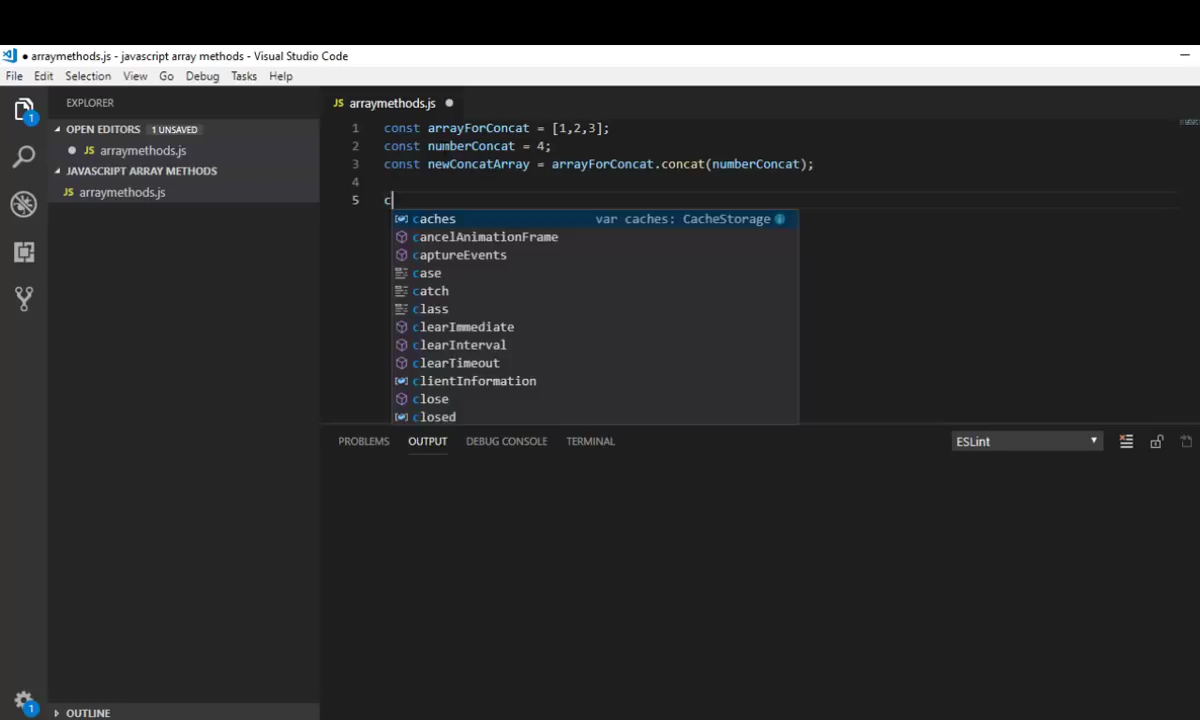 ● arraymethods.js - javascript array methods - Visual Studio Code
File Edit Selection View Go Debug Tasks Help
EXPLORER
OPEN EDITORS 1 UNSAVED
● JS arraymethods.js
JAVASCRIPT ARRAY METHODS
JS arraymethods.js
1
1
OUTLINE
JS arraymethods.js ●
1 const arrayForConcat = [1,2,3];
2 const numberConcat = 4;
3 const newConcatArray = arrayForConcat.concat(numberConcat);
4
5 c
caches var caches: CacheStorage
cancelAnimationFrame
captureEvents
case
catch
class
clearImmediate
clearInterval
clearTimeout
clientInformation
close
closed
PROBLEMS OUTPUT DEBUG CONSOLE TERMINAL ESLint